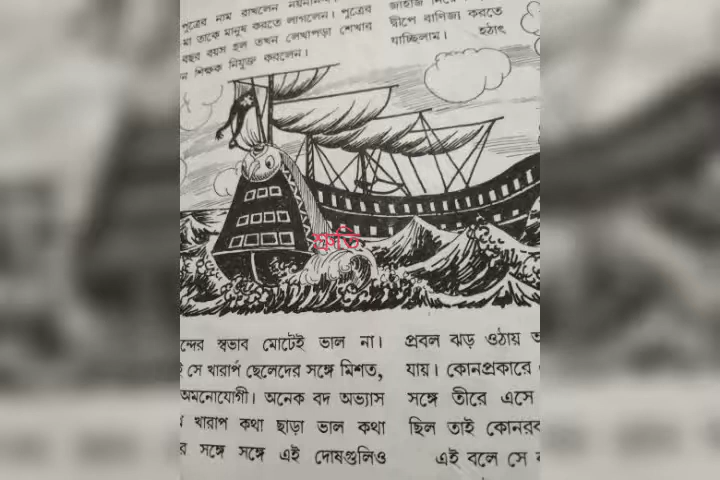 পুত্রের নাম রাখলেন
মা তাকে মানুষ করতে লাগলেন। পুত্রের
বছর বয়স হল তখন লেখাপড়া শেখার
শিক্ষক নিযুক্ত করলেন।
দ্বীপে বাণিজ্য করতে
যাচ্ছিলাম। হঠাৎ
শ্রুতি
স্বভাব মোটেই ভাল না।
সে খারাপ ছেলেদের সঙ্গে মিশত,
অমনোযোগী। অনেক বদ অভ্যাস
খারাপ কথা ছাড়া ভাল কথা
সঙ্গে সঙ্গে এই দোষগুলিও
প্রবল ঝড় ওঠায়
যায়। কোনপ্রকারে
সঙ্গে তীরে এসে
ছিল তাই
এই বলে সে